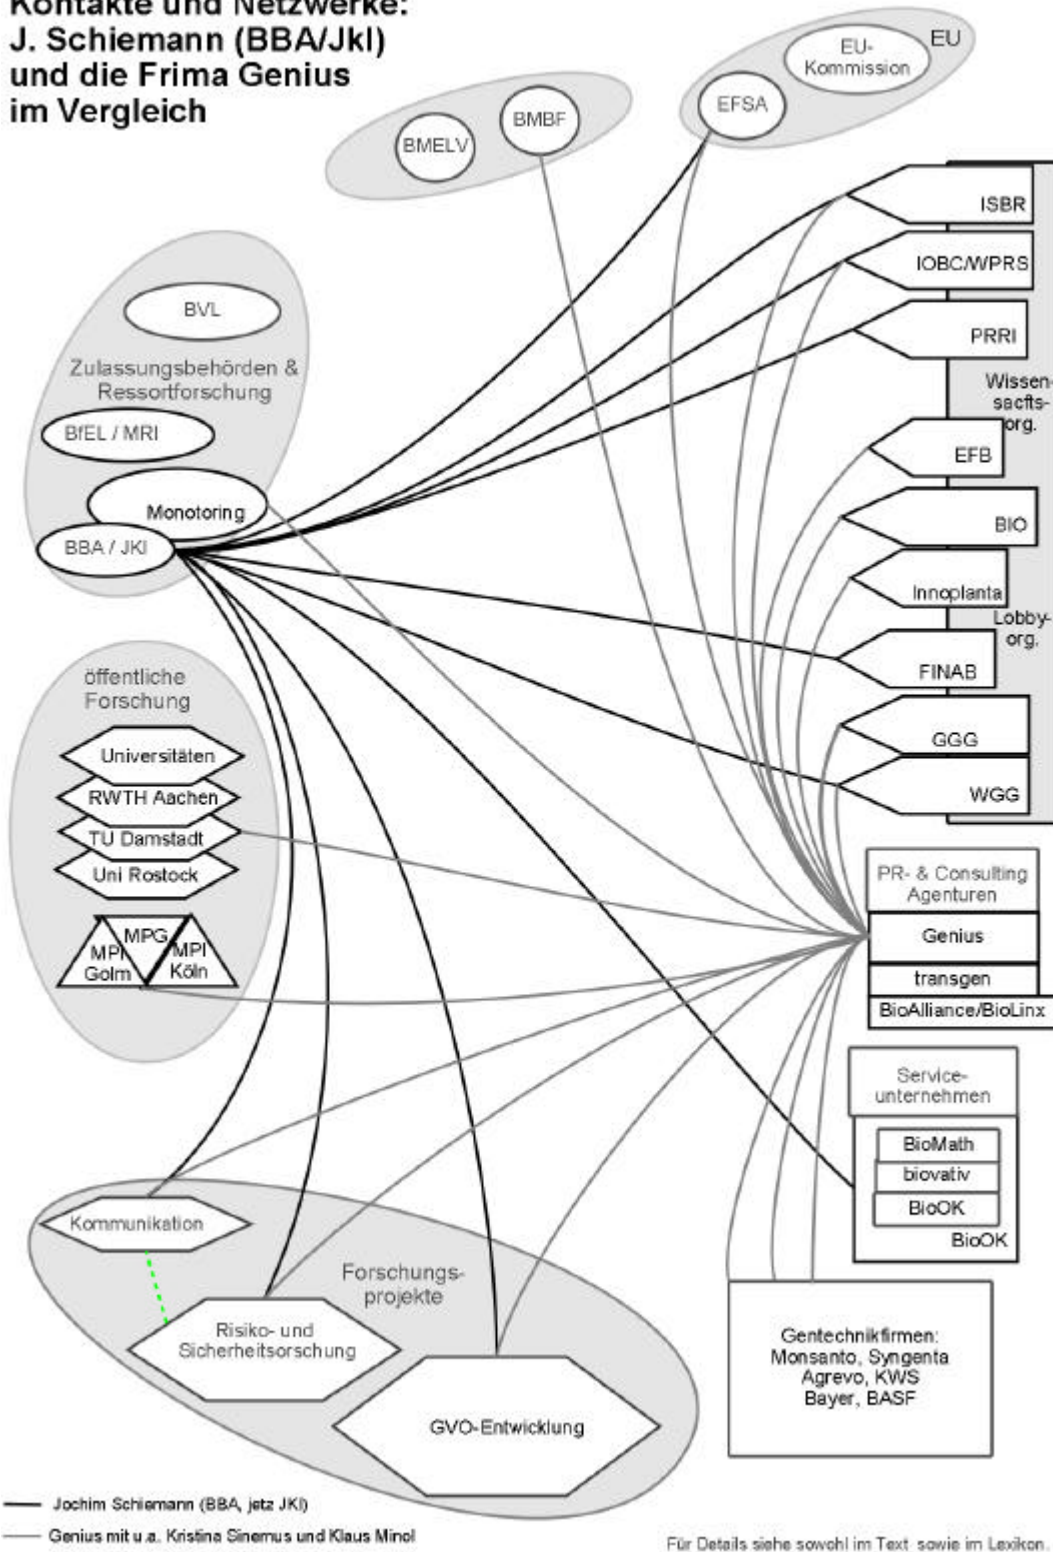 Kontakte und Netzwerke:
J. Schiemann (BBA/JkI)
und die Frima Genius
im Vergleich
EU
EU-
Kommission
EFSA
BMBF
BMELV
ISBR
IOBC/WPRS
PRRI
Wissen-
sacfts-
org.
EFB
BIO
Innoplanta
Lobby-
org.
FINAB
GGG
WGG
BVL
Zulassungsbehörden &
Ressortforschung
BfEL / MRI
Monotoring
BBA / JKI
öffentliche
Forschung
Universitäten
RWTH Aachen
TU Damstadt
Uni Rostock
MPG
MPI
Golm
MPI
Köln
PR- & Consulting
Agenturen
Genius
transgen
BioAlliance/BioLinx
Service-
unternehmen
BioMath
biovativ
BioOK
BioOK
Kommunikation
Forschungs-
projekte
Risiko- und
Sicherheitsorschung
GVO-Entwicklung
Gentechnikfirmen:
Monsanto, Syngenta
Agrevo, KWS
Bayer, BASF
Jochim Schiemann (BBA, jetz JKI)
Genius mit u.a. Kristina Sinemus und Klaus Minol
Für Details siehe sowohl im Text sowie im Lexikon.